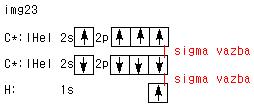 img23
C*:|He| 2s 2p
sigma vazba
C*:|He| 2s 2p
sigma vazba
H: 1s